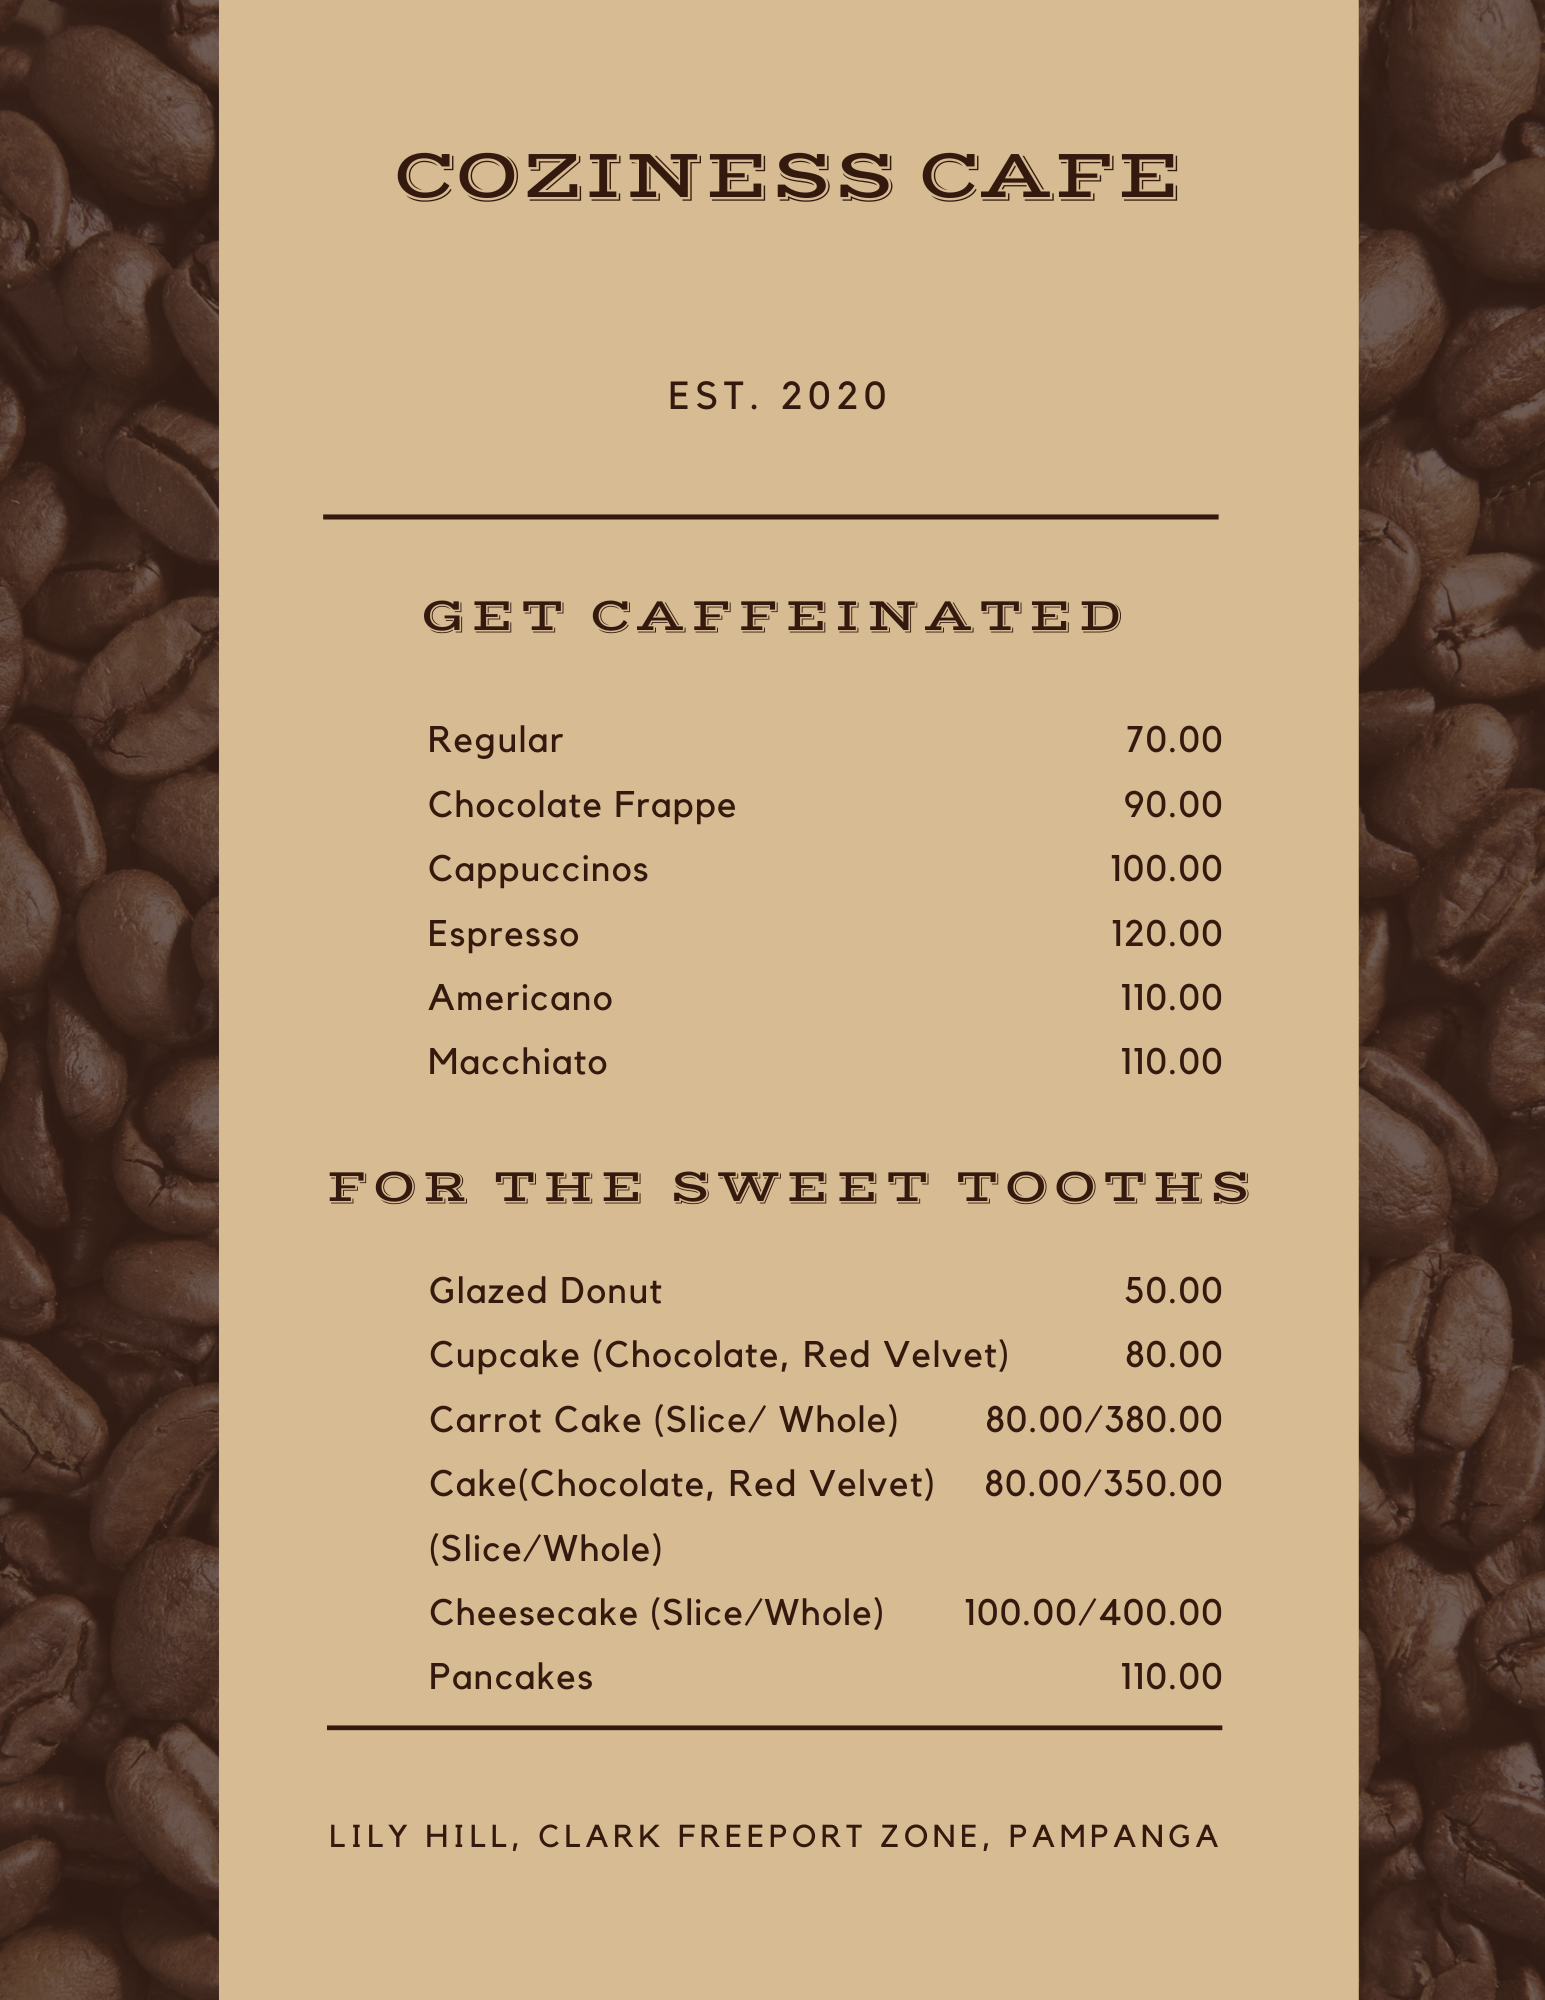 COZINESS CAFE
EST. 2020
GET CAFFEINATED
Regular 70.00
Chocolate Frappe 90.00
Cappuccinos 100.00
Espresso 120.00
Americano 110.00
Macchiato 110.00
FOR THE SWEET TOOTHS
Glazed Donut 50.00
Cupcake (Chocolate, Red Velvet) 80.00
Carrot Cake (Slice/ Whole) 80.00/380.00
Cake(Chocolate, Red Velvet) 80.00/350.00
(Slice/Whole)
Cheesecake (Slice/Whole) 100.00/400.00
Pancakes 110.00
LILY HILL, CLARK FREEPORT ZONE, PAMPANGA